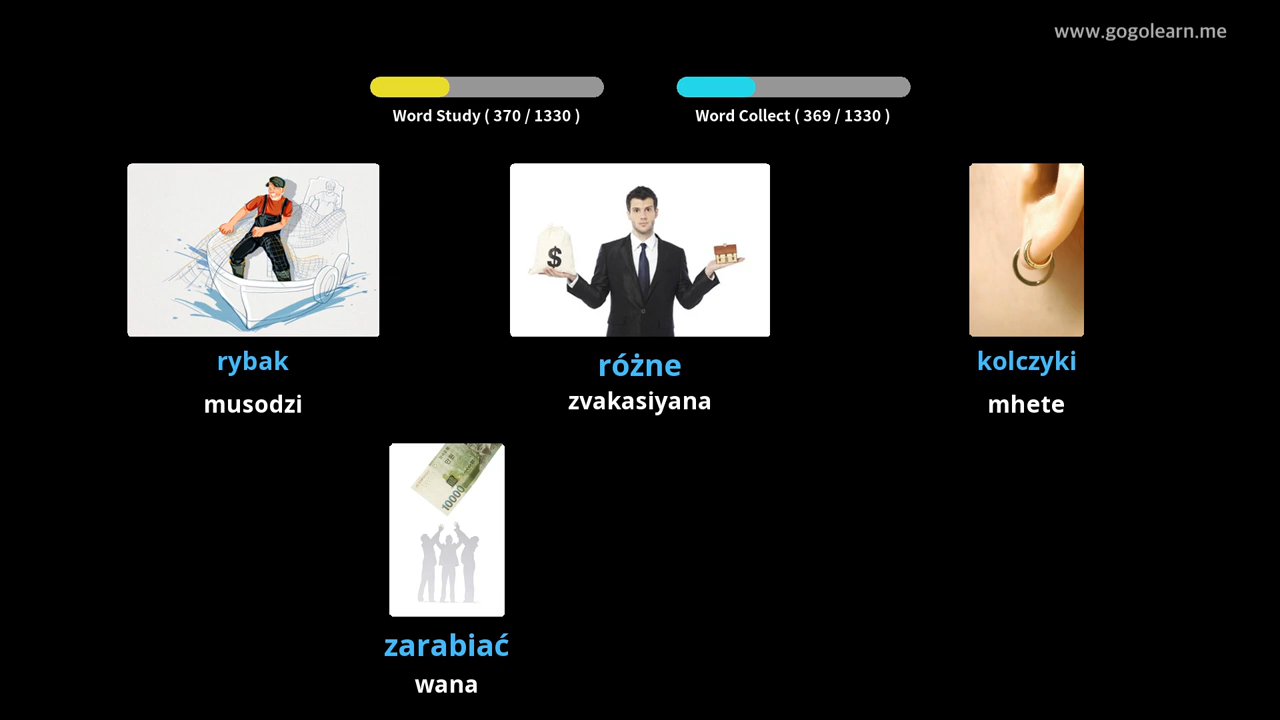 www.gogolearn.me
Word Study ( 370 / 1330 )
Word Collect ( 369 / 1330 )
$
rybak
musodzi
różne
zvakasiyana
kolczyki
mhete
10000
zarabiać
wana